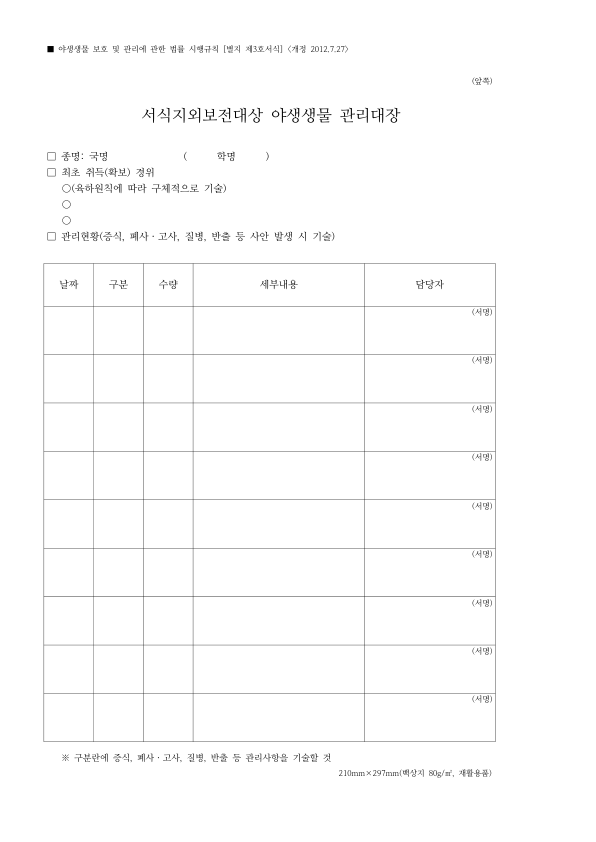 ■ 야생생물 보호 및 관리에 관한 법률 시행규칙 [별지 제3호서식] <개정 2012.7.27>
(앞쪽)
서식지외보전대상 야생생물 관리대장
□ 종명: 국명 ( 학명 )
□ 최초 취득(확보) 경위
○(육하원칙에 따라 구체적으로 기술)
○
○
□ 관리현황(증식, 폐사ㆍ고사, 질병, 반출 등 사안 발생 시 기술)
날짜 구분 수량 세부내용 담당자
(서명)
(서명)
(서명)
(서명)
(서명)
(서명)
(서명)
(서명)
(서명)
※ 구분란에 증식, 폐사ㆍ고사, 질병, 반출 등 관리사항을 기술할 것
210mm×297mm(백상지 80g/㎡, 재활용품)